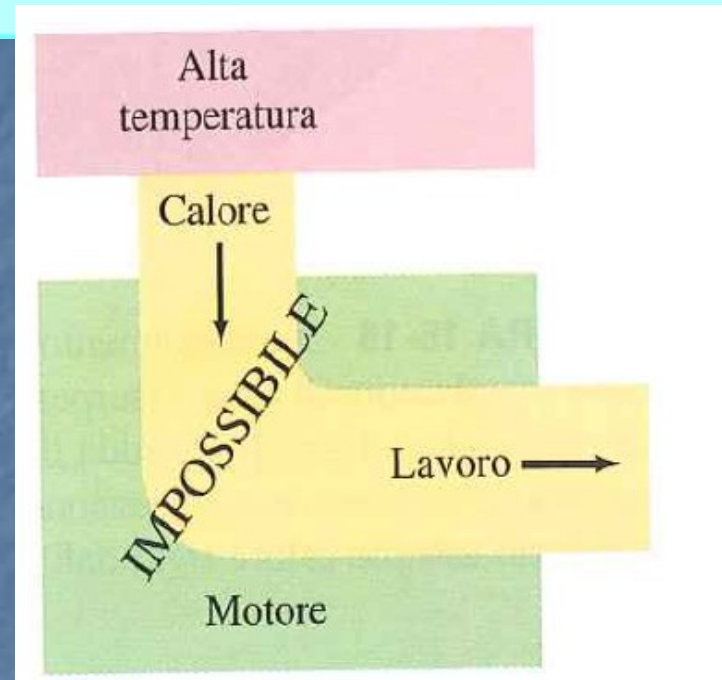 Alta
temperatura
Calore
IMPOSSIBILE
Lavoro
Motore